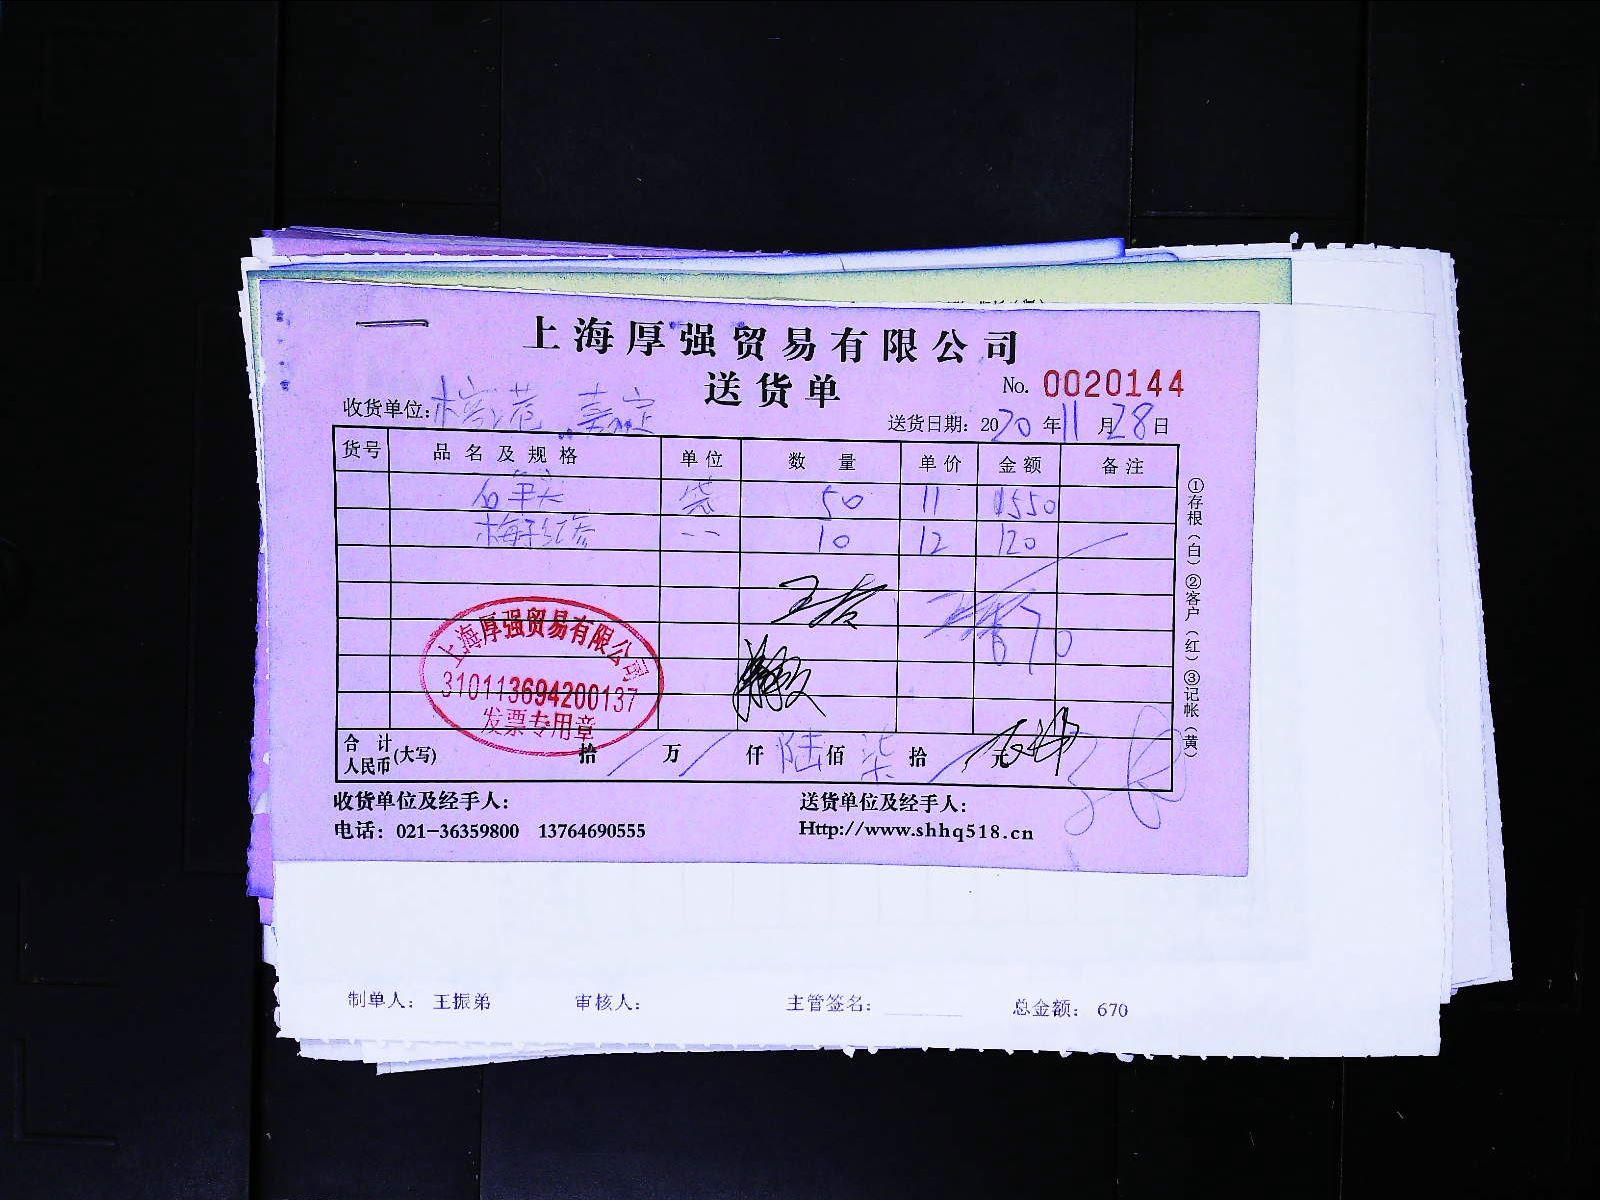 上海厚强贸易有限公司
送货单
No. 0020144
收货单位: 嘉定
送货日期: 2020年11月28日
货号 品名及规格 单位 数量 单价 金额 备注
袋 50 11 ¥550
梅 10 12 120
670
上海厚强贸易有限公司
310113694200137
发票专用章
合计人民币(大写) 拾 万 仟 陆 佰 柒 拾 元
收货单位及经手人:
送货单位及经手人:
电话: 021-36359800 13764690555
Http://www.shhq518.cn
①存根(白)②客户(红)③记帐(黄)
制单人: 王振弟 审核人: 主管签名: 总金额: 670